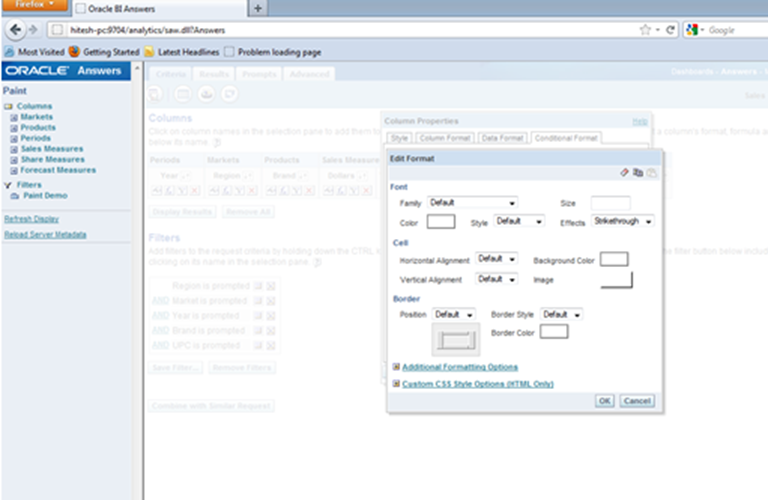 Firefox
Oracle BI Answers
+
hitesh-pc:9704/analytics/saw.dll?Answers
Google
Most Visited Getting Started Latest Headlines Problem loading page
ORACLE Answers
Criteria Results Prompts Advanced
Dashboards - Answers -
Paint
Columns
Markets
Products
Periods
Sales Measures
Share Measures
Forecast Measures
Filters
Paint Demo
Refresh Display
Reload Server Metadata
Columns
Click on column names in the selection pane to add them to
below its name.
Periods Markets Products Sales Measure
Year Region Brand Dollars
Display Results Remove All
Filters
Add filters to the request criteria by holding down the CTRL
clicking on its name in the selection pane.
Region is prompted
AND Market is prompted
AND Year is prompted
AND Brand is prompted
AND UPC is prompted
Save Filter... Remove Filters
Combine with Similar Request
Column Properties Help
Style Column Format Data Format Conditional Format
Edit Format
Font
Family Default Size
Color Style Default Effects Strikethrough
Cell
Horizontal Alignment Default Background Color
Vertical Alignment Default Image
Border
Position Default Border Style Default
Border Color
Additional Formatting Options
Custom CSS Style Options (HTML Only)
OK Cancel